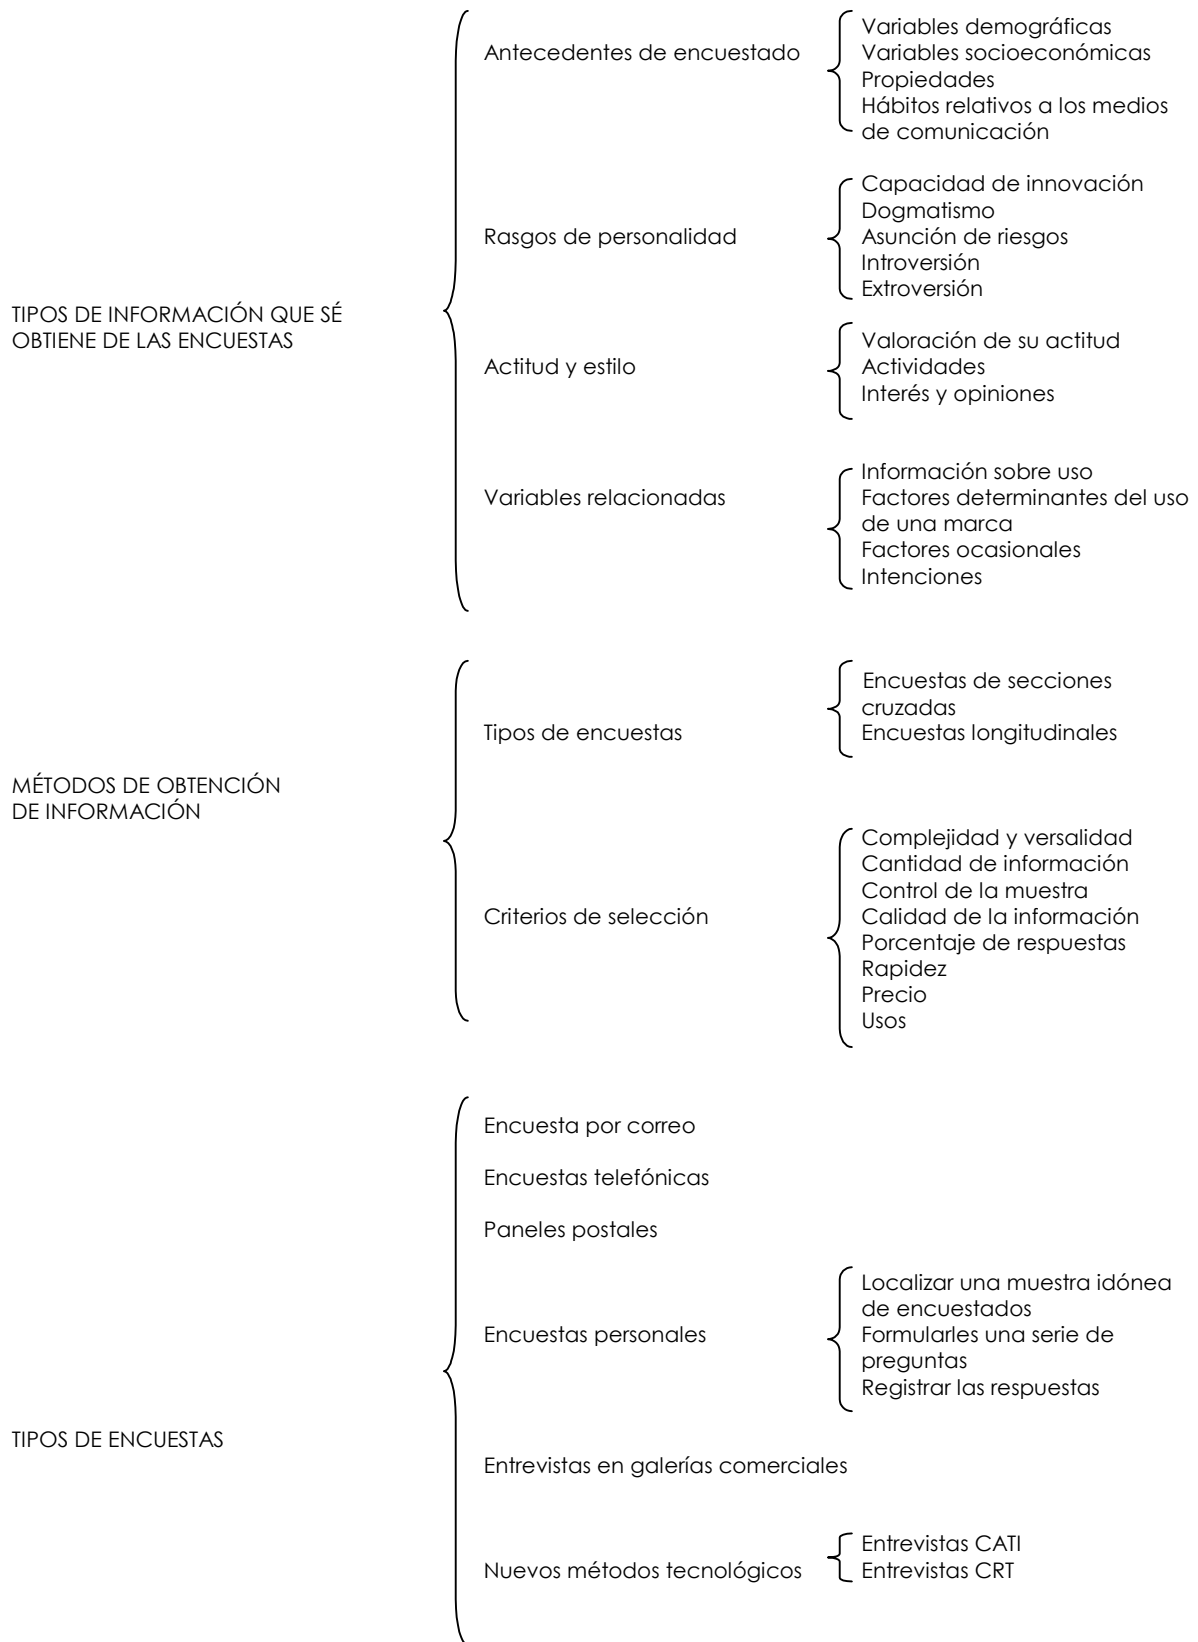 Antecedentes de encuestado
Variables demográficas
Variables socioeconómicas
Propiedades
Hábitos relativos a los medios
de comunicación
Rasgos de personalidad
Capacidad de innovación
Dogmatismo
Asunción de riesgos
Introversión
Extroversión
TIPOS DE INFORMACIÓN QUE SÉ
OBTIENE DE LAS ENCUESTAS
Actitud y estilo
Valoración de su actitud
Actividades
Interés y opiniones
Variables relacionadas
Información sobre uso
Factores determinantes del uso
de una marca
Factores ocasionales
Intenciones
Tipos de encuestas
Encuestas de secciones
cruzadas
Encuestas longitudinales
MÉTODOS DE OBTENCIÓN
DE INFORMACIÓN
Criterios de selección
Complejidad y versalidad
Cantidad de información
Control de la muestra
Calidad de la información
Porcentaje de respuestas
Rapidez
Precio
Usos
Encuesta por correo
Encuestas telefónicas
Paneles postales
Encuestas personales
Localizar una muestra idónea
de encuestados
Formularles una serie de
preguntas
Registrar las respuestas
TIPOS DE ENCUESTAS
Entrevistas en galerías comerciales
Nuevos métodos tecnológicos
Entrevistas CATI
Entrevistas CRT